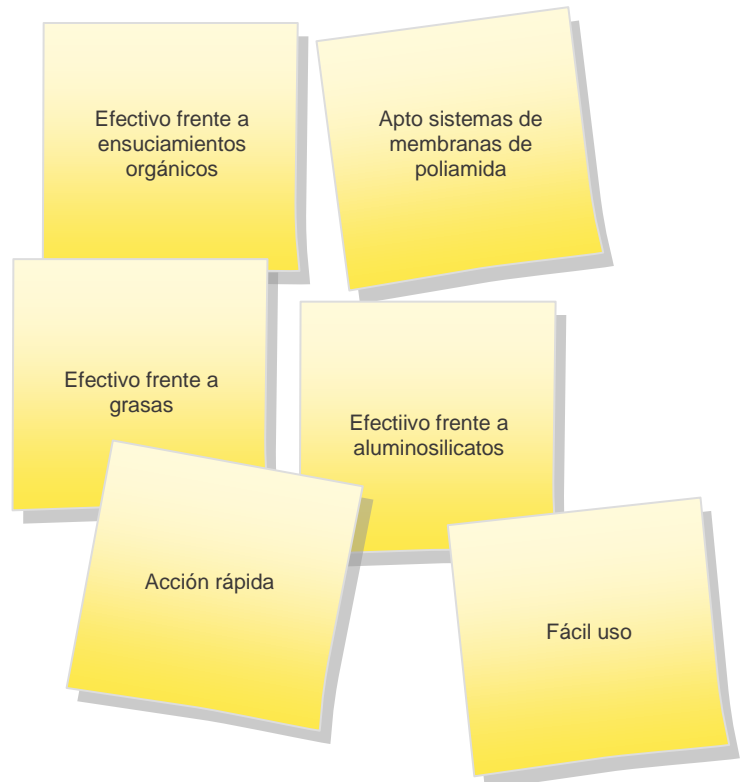 Efectivo frente a
ensuciamientos
orgánicos
Apto sistemas de
membranas de
poliamida
Efectivo frente a
grasas
Efectiivo frente a
aluminosilicatos
Acción rápida
Fácil uso